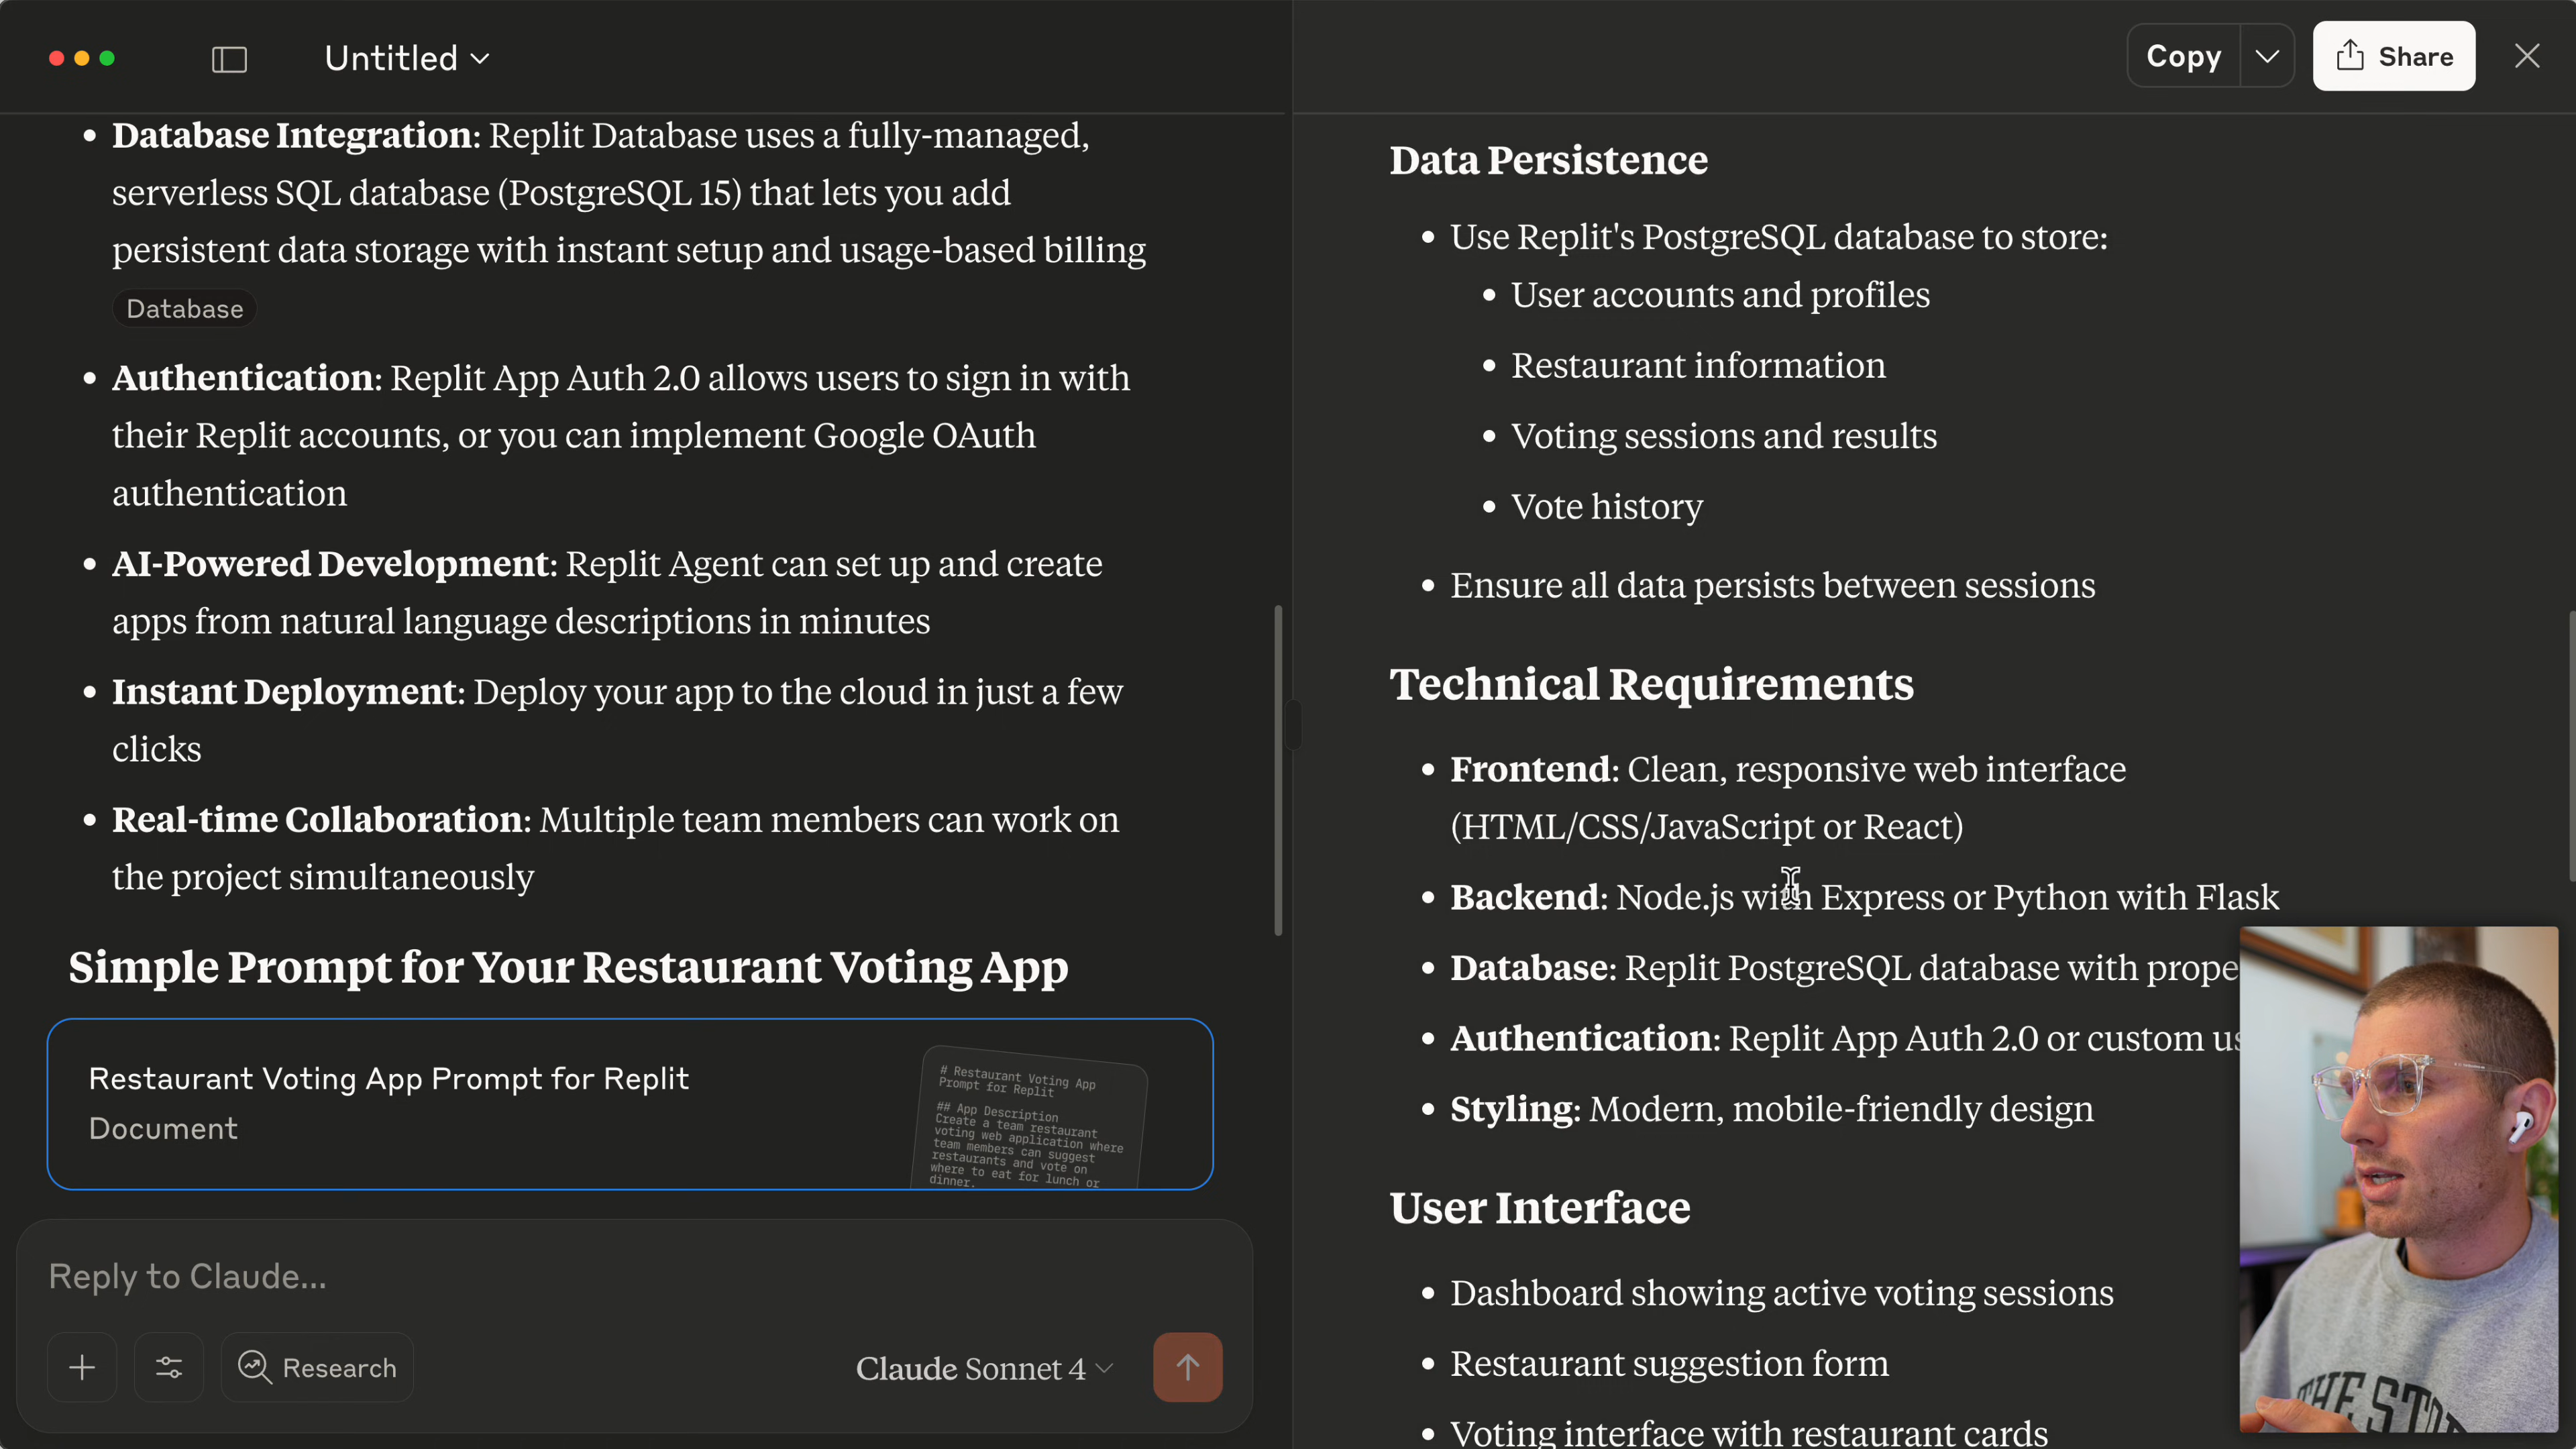 Untitled
Copy
Share
• Database Integration: Replit Database uses a fully-managed,
serverless SQL database (PostgreSQL 15) that lets you add
persistent data storage with instant setup and usage-based billing
Database
• Authentication: Replit App Auth 2.0 allows users to sign in with
their Replit accounts, or you can implement Google OAuth
authentication
• AI-Powered Development: Replit Agent can set up and create
apps from natural language descriptions in minutes
• Instant Deployment: Deploy your app to the cloud in just a few
clicks
• Real-time Collaboration: Multiple team members can work on
the project simultaneously
Simple Prompt for Your Restaurant Voting App
Restaurant Voting App Prompt for Replit
Document
# Restaurant Voting App
Prompt for Replit
## App Description
Create a team restaurant
voting web application where
team members can suggest
restaurants and vote on
where to eat for lunch or
dinner.
Reply to Claude...
Research
Claude Sonnet 4
Data Persistence
• Use Replit's PostgreSQL database to store:
• User accounts and profiles
• Restaurant information
• Voting sessions and results
• Vote history
• Ensure all data persists between sessions
Technical Requirements
• Frontend: Clean, responsive web interface
(HTML/CSS/JavaScript or React)
• Backend: Node.js with Express or Python with Flask
• Database: Replit PostgreSQL database with prope
• Authentication: Replit App Auth 2.0 or custom us
• Styling: Modern, mobile-friendly design
User Interface
• Dashboard showing active voting sessions
• Restaurant suggestion form
• Voting interface with restaurant cards
THE